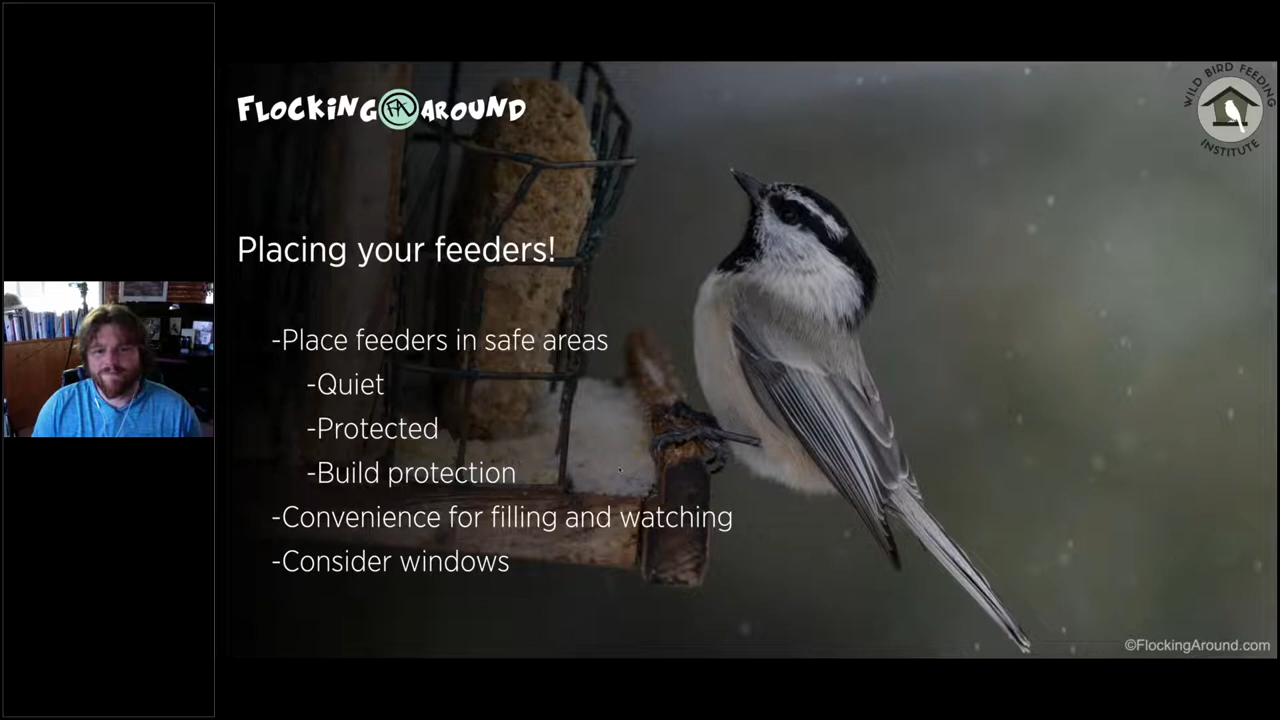 FLOCKING FA AROUND
WILD BIRD FEEDING
INSTITUTE
Placing your feeders!
-Place feeders in safe areas
-Quiet
-Protected
-Build protection
-Convenience for filling and watching
-Consider windows
©FlockingAround.com